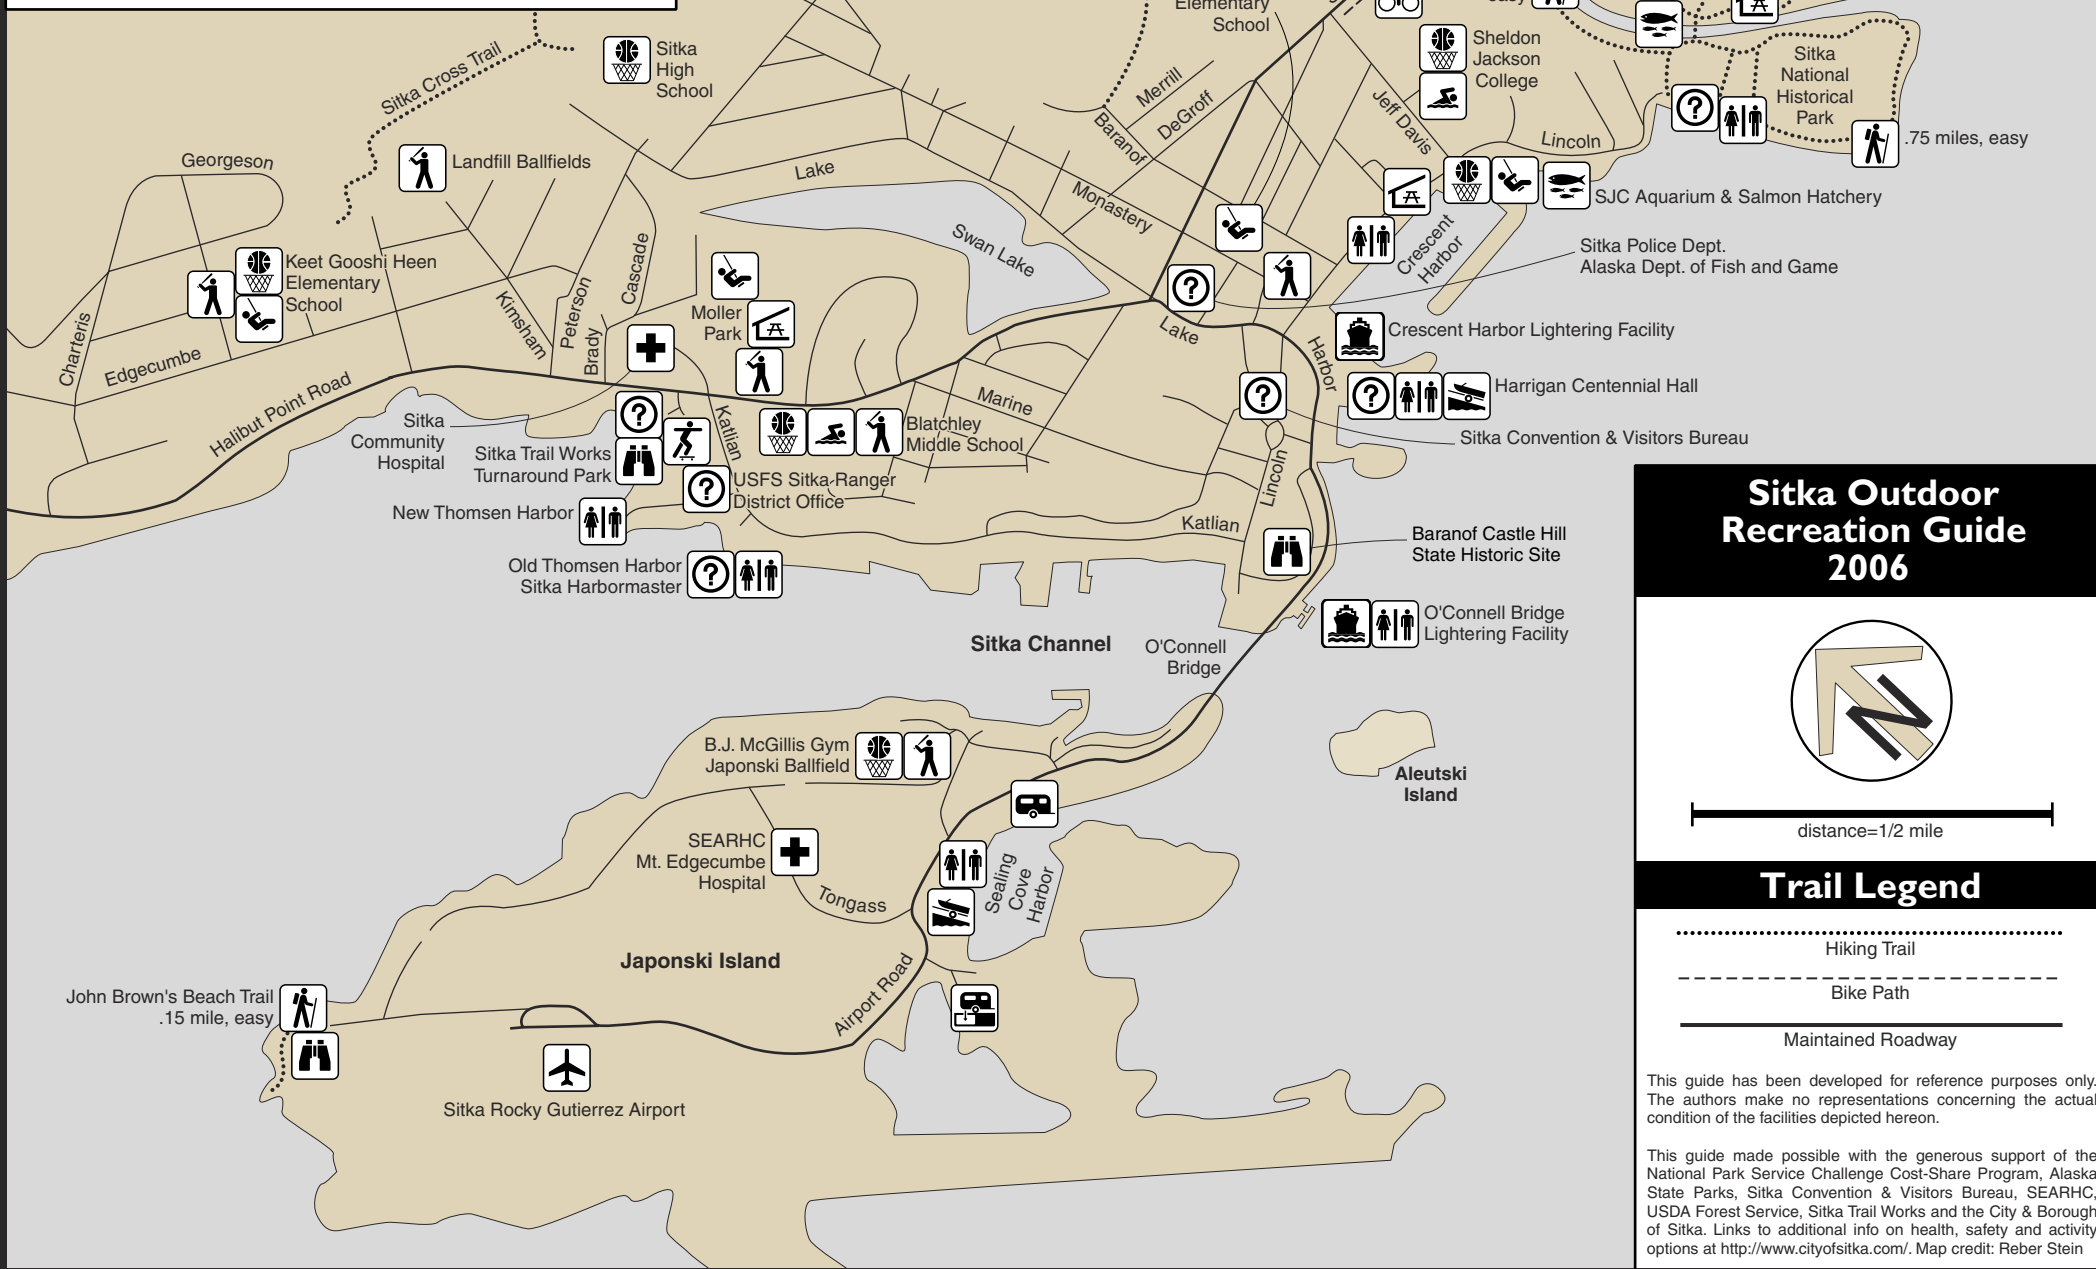 Elementary
School
easy
Sitka Cross Trail
Sitka
High
School
Sheldon
Jackson
College
Sitka
National
Historical
Park
.75 miles, easy
Merrill
DeGroff
Baranof
Jeff Davis
Lincoln
Georgeson
Landfill Ballfields
Lake
Monastery
SJC Aquarium & Salmon Hatchery
Crescent
Harbor
Swan Lake
Sitka Police Dept.
Alaska Dept. of Fish and Game
Keet Gooshi Heen
Elementary
School
Charteris
Edgecumbe
Kimsham
Peterson
Brady
Cascade
Moller
Park
Lake
Harbor
Crescent Harbor Lightering Facility
Halibut Point Road
Harrigan Centennial Hall
Marine
Katlian
Sitka
Community
Hospital
Blatchley
Middle School
Sitka Convention & Visitors Bureau
Sitka Trail Works
Turnaround Park
USFS Sitka Ranger
District Office
Lincoln
New Thomsen Harbor
Katlian
Baranof Castle Hill
State Historic Site
Old Thomsen Harbor
Sitka Harbormaster
O'Connell Bridge
Lightering Facility
Sitka Channel
O'Connell
Bridge
B.J. McGillis Gym
Japonski Ballfield
Aleutski
Island
SEARHC
Mt. Edgecumbe
Hospital
Tongass
Sealing
Cove
Harbor
Japonski Island
Airport Road
John Brown's Beach Trail
.15 mile, easy
Sitka Rocky Gutierrez Airport
Sitka Outdoor
Recreation Guide
2006
N
distance=1/2 mile
Trail Legend
Hiking Trail
Bike Path
Maintained Roadway
This guide has been developed for reference purposes only.
The authors make no representations concerning the actual
condition of the facilities depicted hereon.
This guide made possible with the generous support of the
National Park Service Challenge Cost-Share Program, Alaska
State Parks, Sitka Convention & Visitors Bureau, SEARHC,
USDA Forest Service, Sitka Trail Works and the City & Borough
of Sitka. Links to additional info on health, safety and activity
options at http://www.cityofsitka.com/. Map credit: Reber Stein